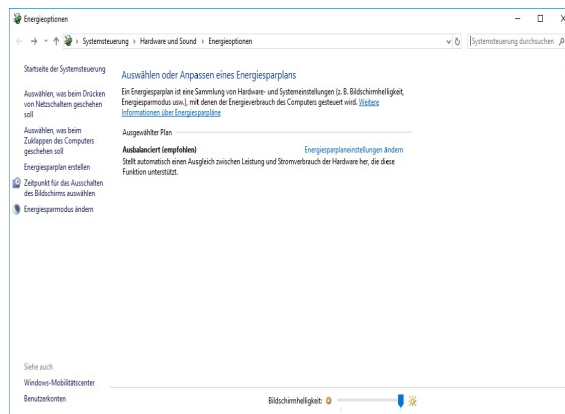 Energieoptionen
Systemsteuerung › Hardware und Sound › Energieoptionen
Systemsteuerung durchsuchen
Startseite der Systemsteuerung
Auswählen, was beim Drücken
von Netzschaltern geschehen
soll
Auswählen, was beim
Zuklappen des Computers
geschehen soll
Energiesparplan erstellen
Zeitpunkt für das Ausschalten
des Bildschirms auswählen
Energiesparmodus ändern
Auswählen oder Anpassen eines Energiesparplans
Ein Energiesparplan ist eine Sammlung von Hardware- und Systemeinstellungen (z. B. Bildschirmhelligkeit,
Energiesparmodus usw.), mit denen der Energieverbrauch des Computers gesteuert wird. Weitere
Informationen über Energiesparpläne
Ausgewählter Plan
Ausbalanciert (empfohlen) Energiesparplaneinstellungen ändern
Stellt automatisch einen Ausgleich zwischen Leistung und Stromverbrauch der Hardware her, die diese
Funktion unterstützt.
Siehe auch
Windows-Mobilitätscenter
Benutzerkonten
Bildschirmhelligkeit: